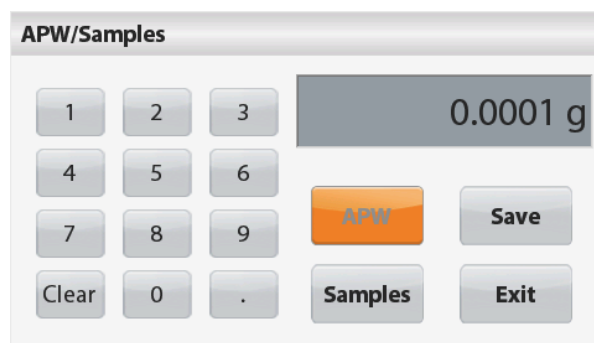 APW/Samples
0.0001 g
1 2 3
4 5 6
APW Save
7 8 9
Clear 0 .
Samples Exit